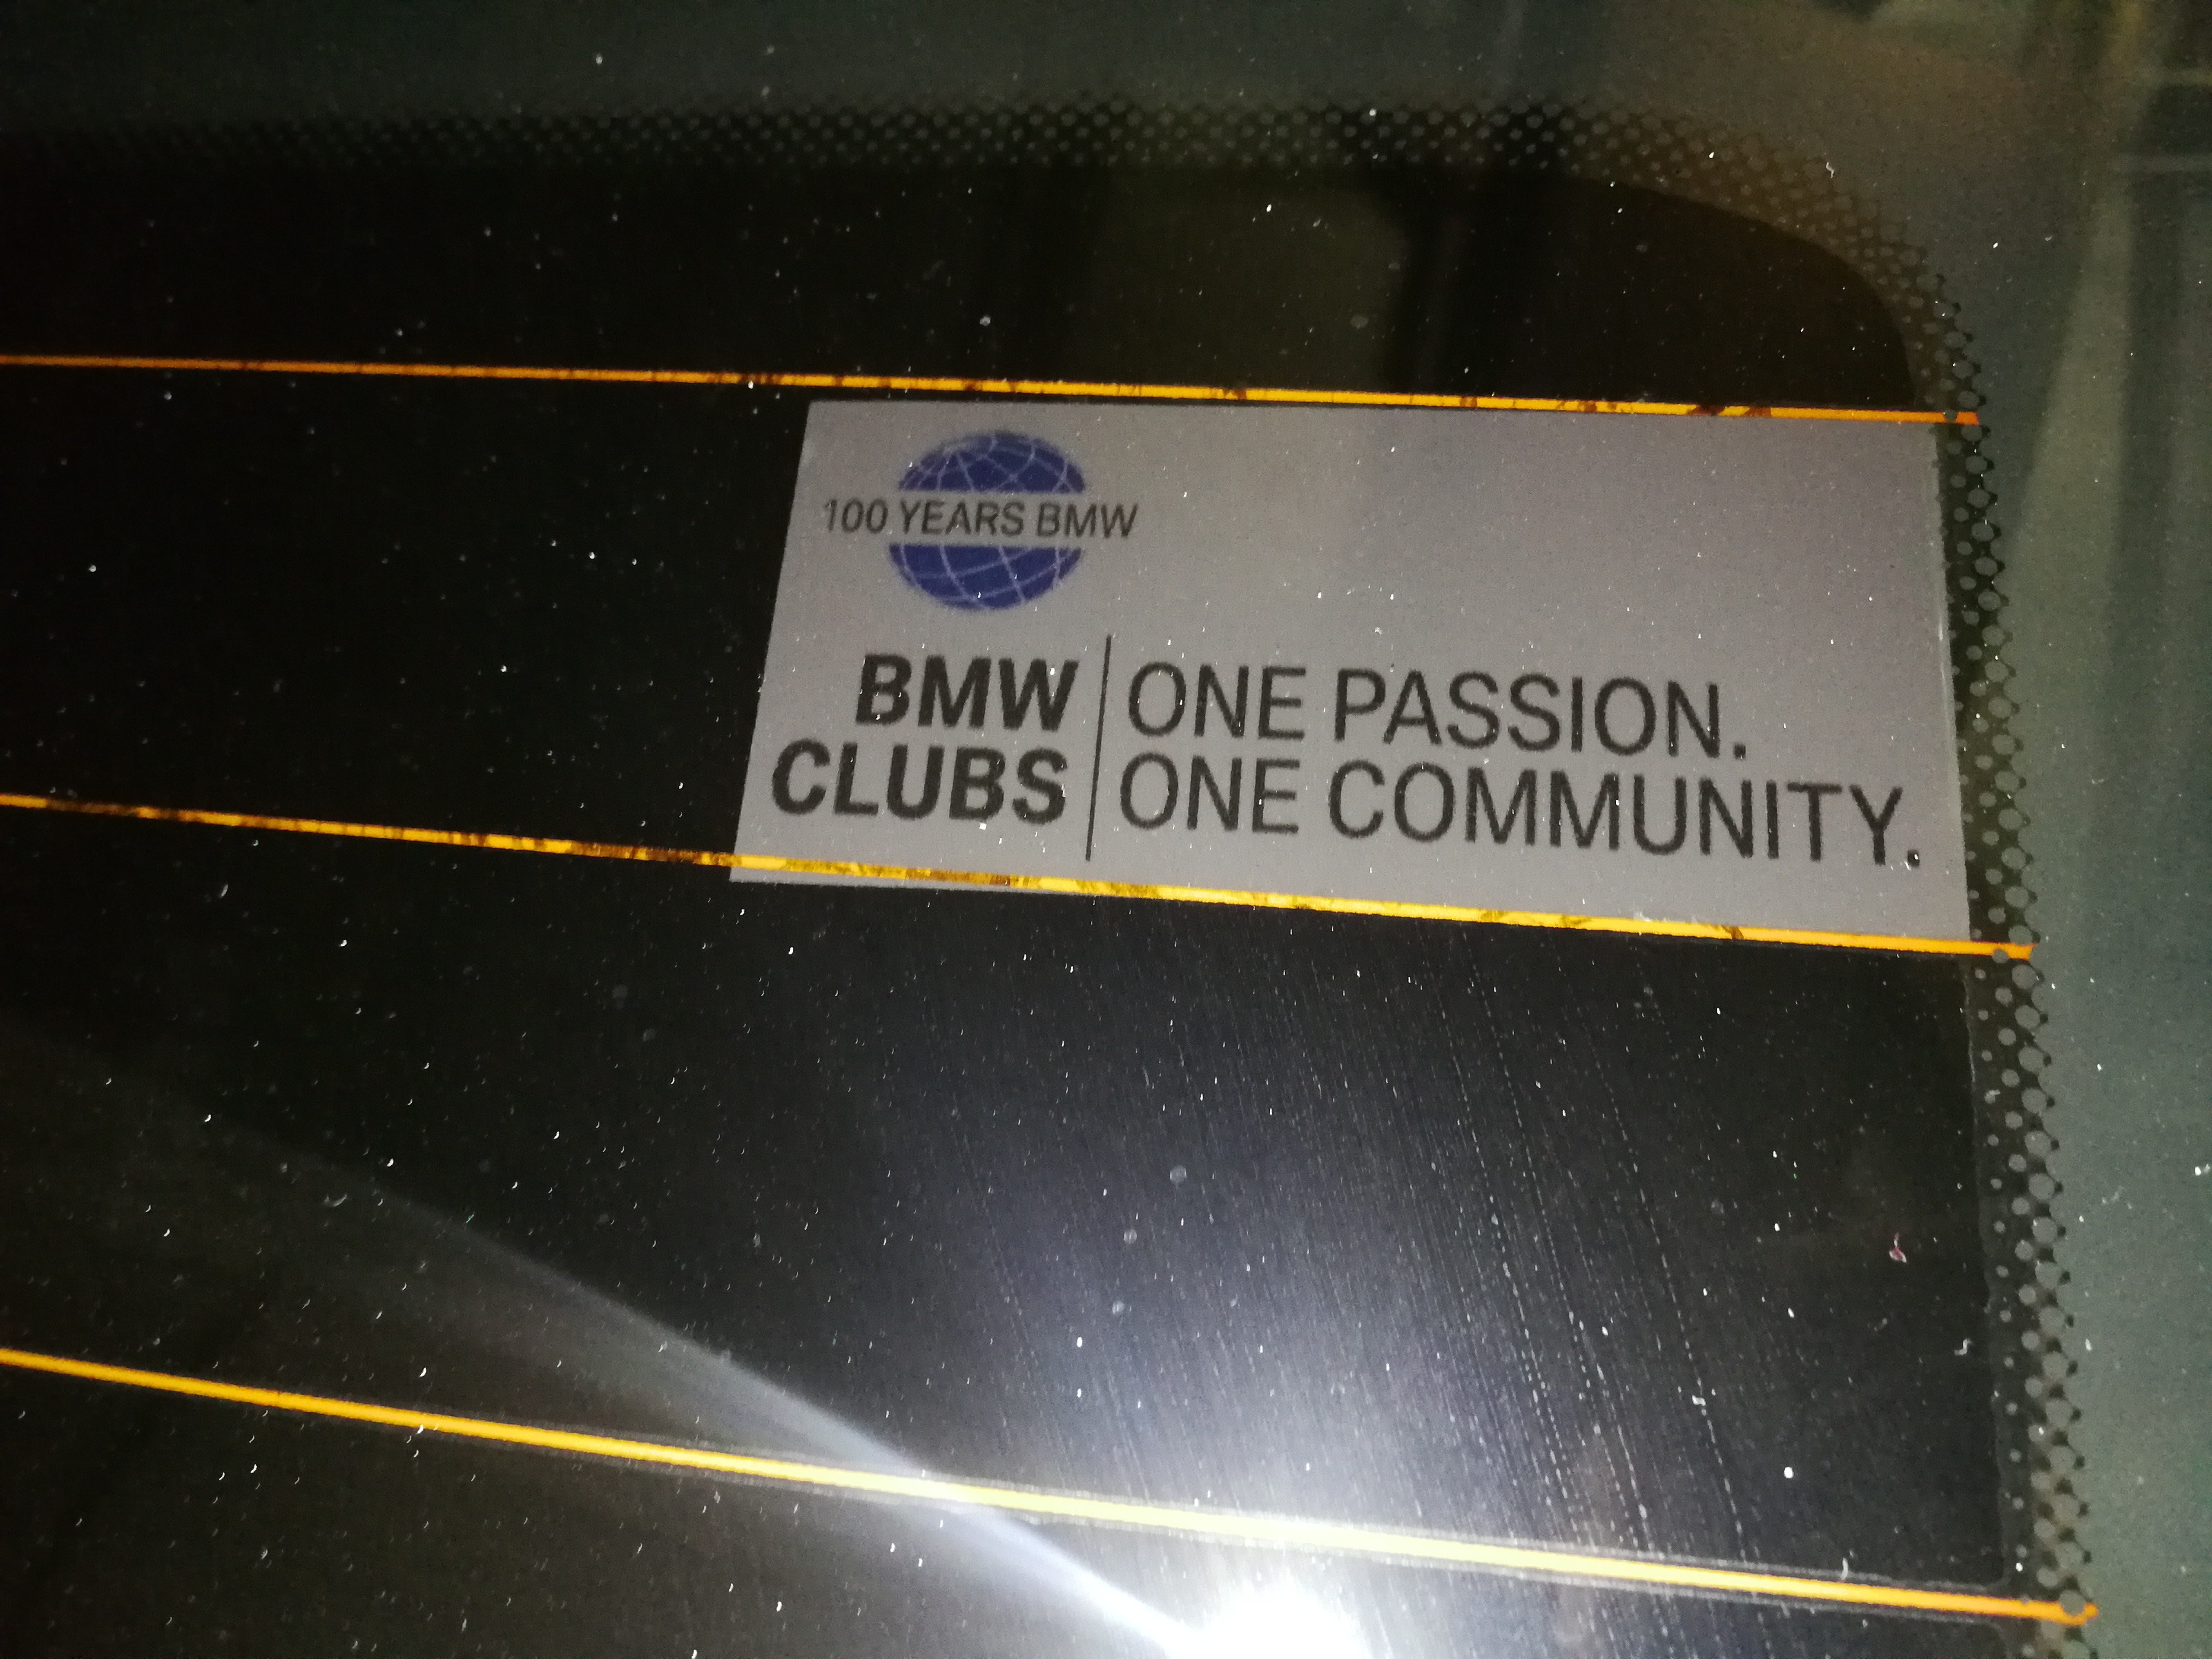 100 YEARS BMW
BMW
CLUBS
ONE PASSION.
ONE COMMUNITY.